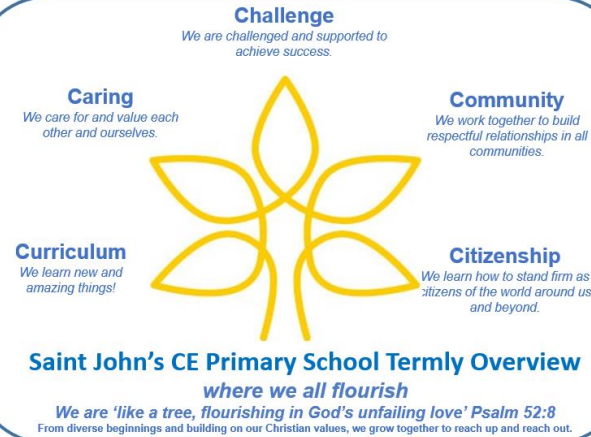 Challenge
We are challenged and supported to
achieve success.
Caring
We care for and value each
other and ourselves.
Community
We work together to build
respectful relationships in all
communities.
Curriculum
We learn new and
amazing things!
Citizenship
We learn how to stand firm as
citizens of the world around us
and beyond.
Saint John's CE Primary School Termly Overview
where we all flourish
We are ‘like a tree, flourishing in God's unfailing love’ Psalm 52:8
From diverse beginnings and building on our Christian values, we grow together to reach up and reach out.